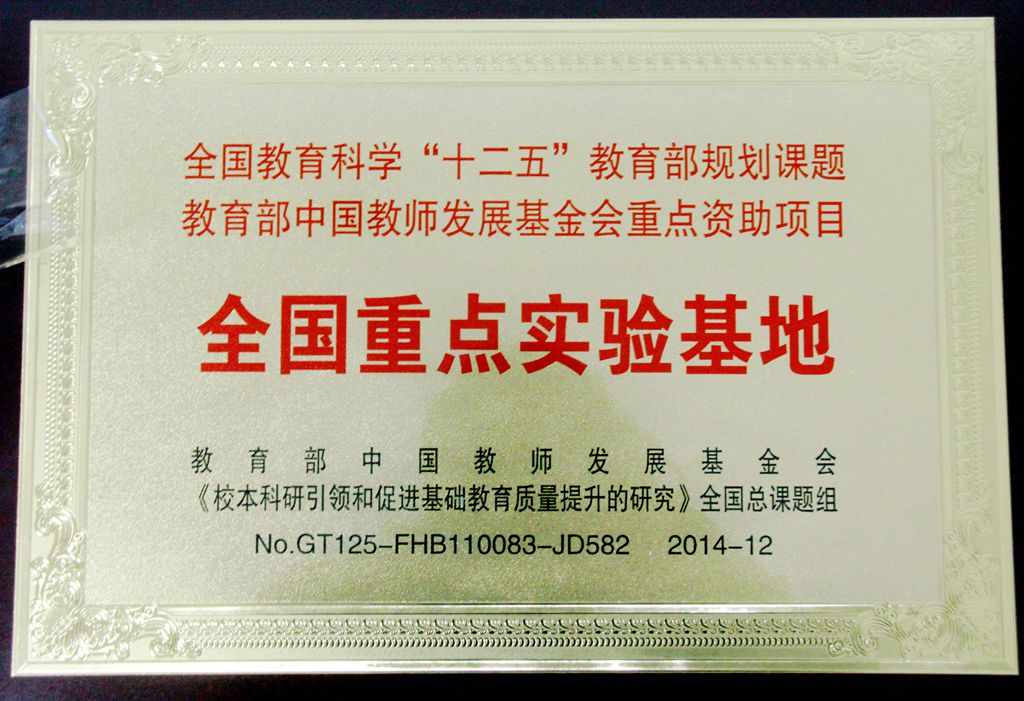 全国教育科学“十二五”教育部规划课题
教育部中国教师发展基金会重点资助项目
全国重点实验基地
教育部中国教师发展基金会
《校本科研引领和促进基础教育质量提升的研究》全国总课题组
No.GT125-FHB110083-JD582 2014-12